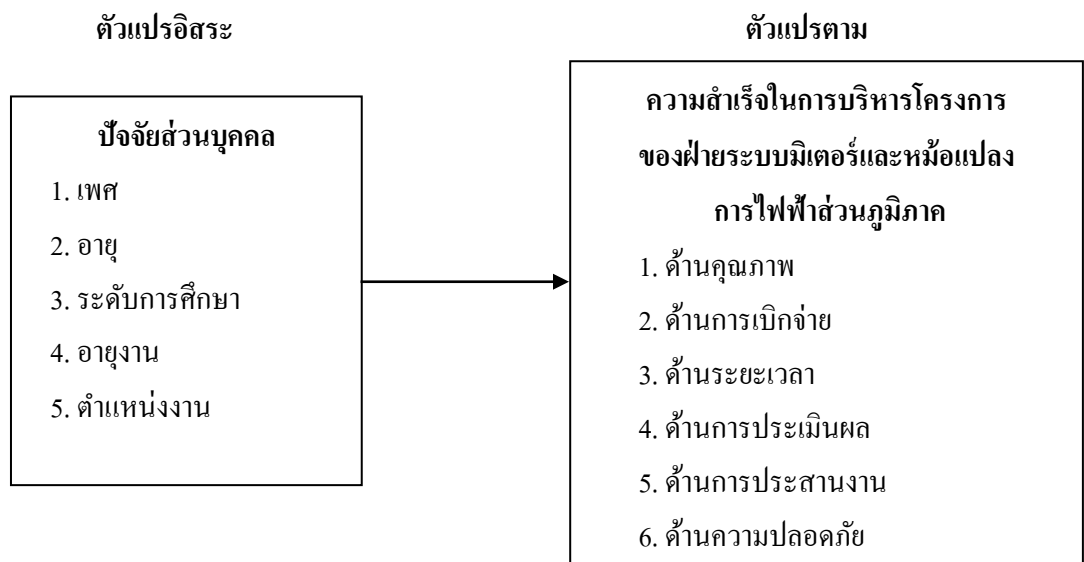 ตัวแปรอิสระ
ตัวแปรตาม
ปัจจัยส่วนบุคคล
1. เพศ
2. อายุ
3. ระดับการศึกษา
4. อายุงาน
5. ตำแหน่งงาน
ความสำเร็จในการบริหารโครงการ
ของฝ่ายระบบมิเตอร์และหม้อแปลง
การไฟฟ้าส่วนภูมิภาค
1. ด้านคุณภาพ
2. ด้านการเบิกจ่าย
3. ด้านระยะเวลา
4. ด้านการประเมินผล
5. ด้านการประสานงาน
6. ด้านความปลอดภัย